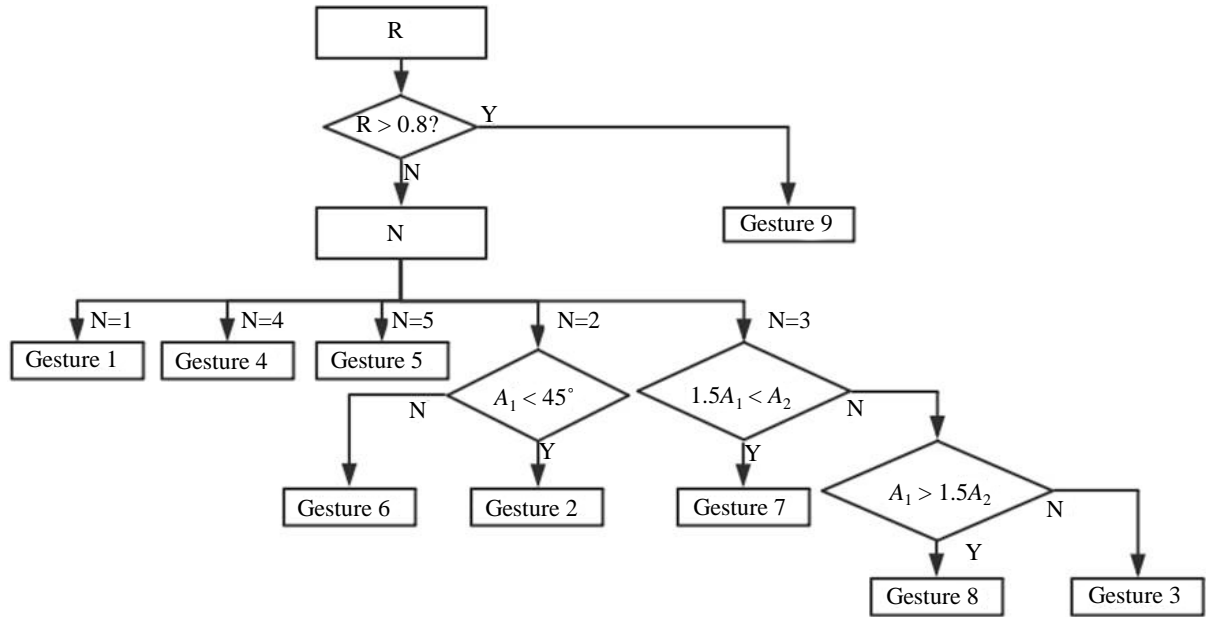 R
R > 0.8?
Y
N
Gesture 9
N
N=1
N=4
N=5
N=2
N=3
Gesture 1
Gesture 4
Gesture 5
A₁ < 45°
N
Y
1.5A₁ < A₂
N
Y
Gesture 6
Gesture 2
Gesture 7
A₁ > 1.5A₂
N
Y
Gesture 8
Gesture 3